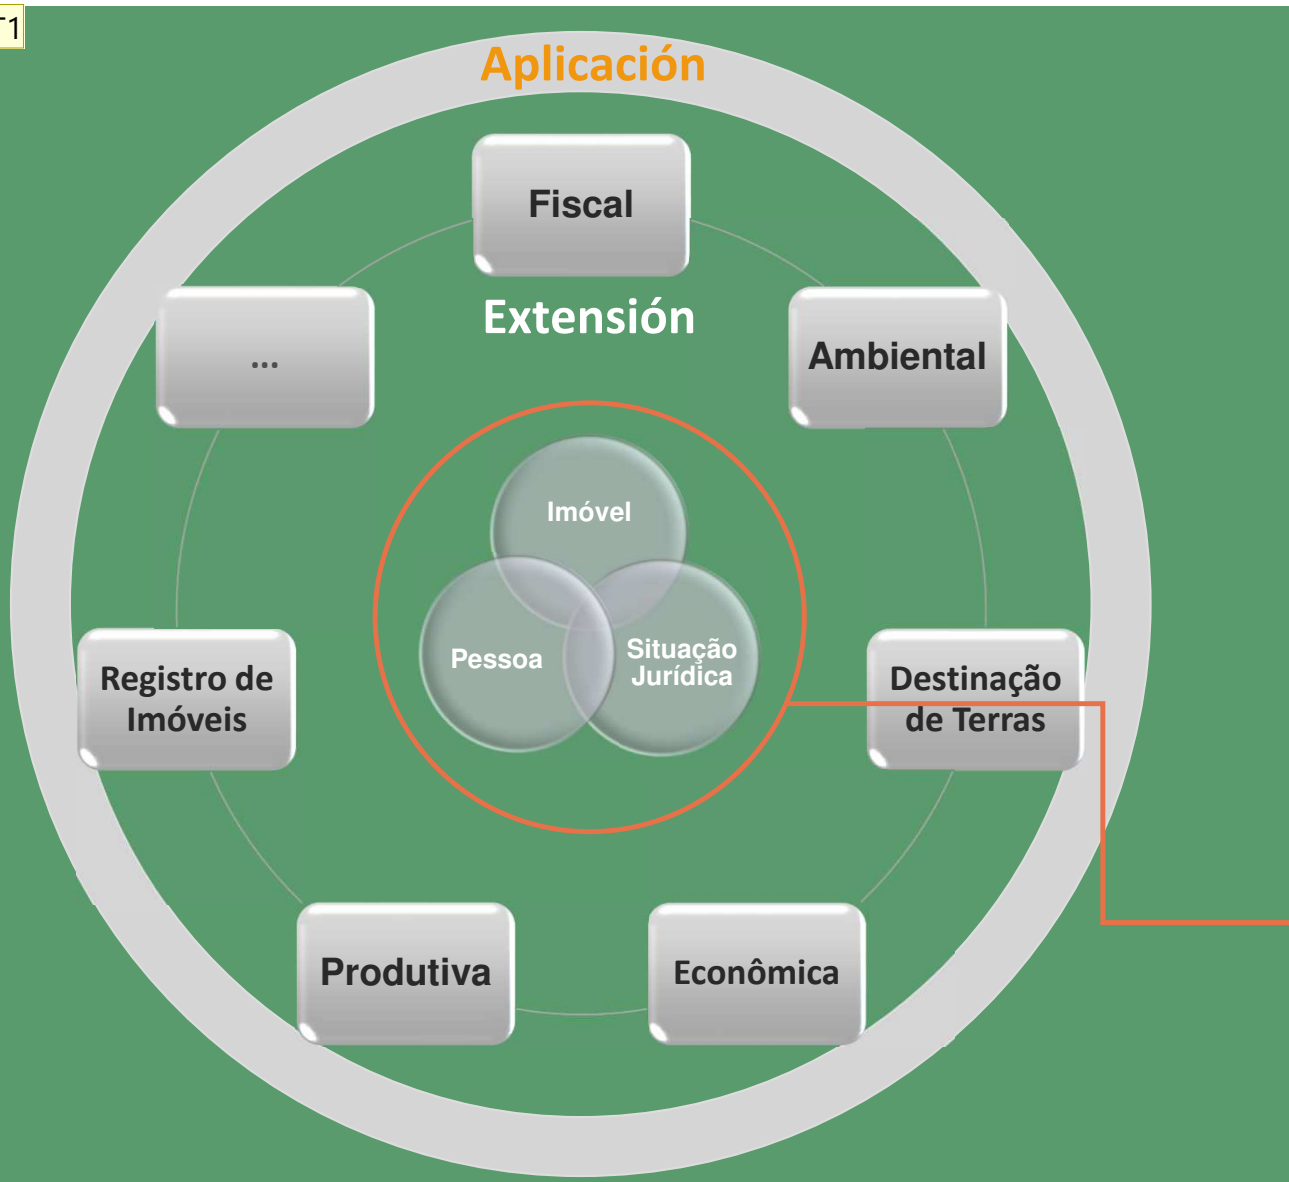 T1
Aplicación
Fiscal
Extensión
...
Ambiental
Imóvel
Pessoa
Situação
Jurídica
Registro de
Imóveis
Destinação
de Terras
Produtiva
Econômica